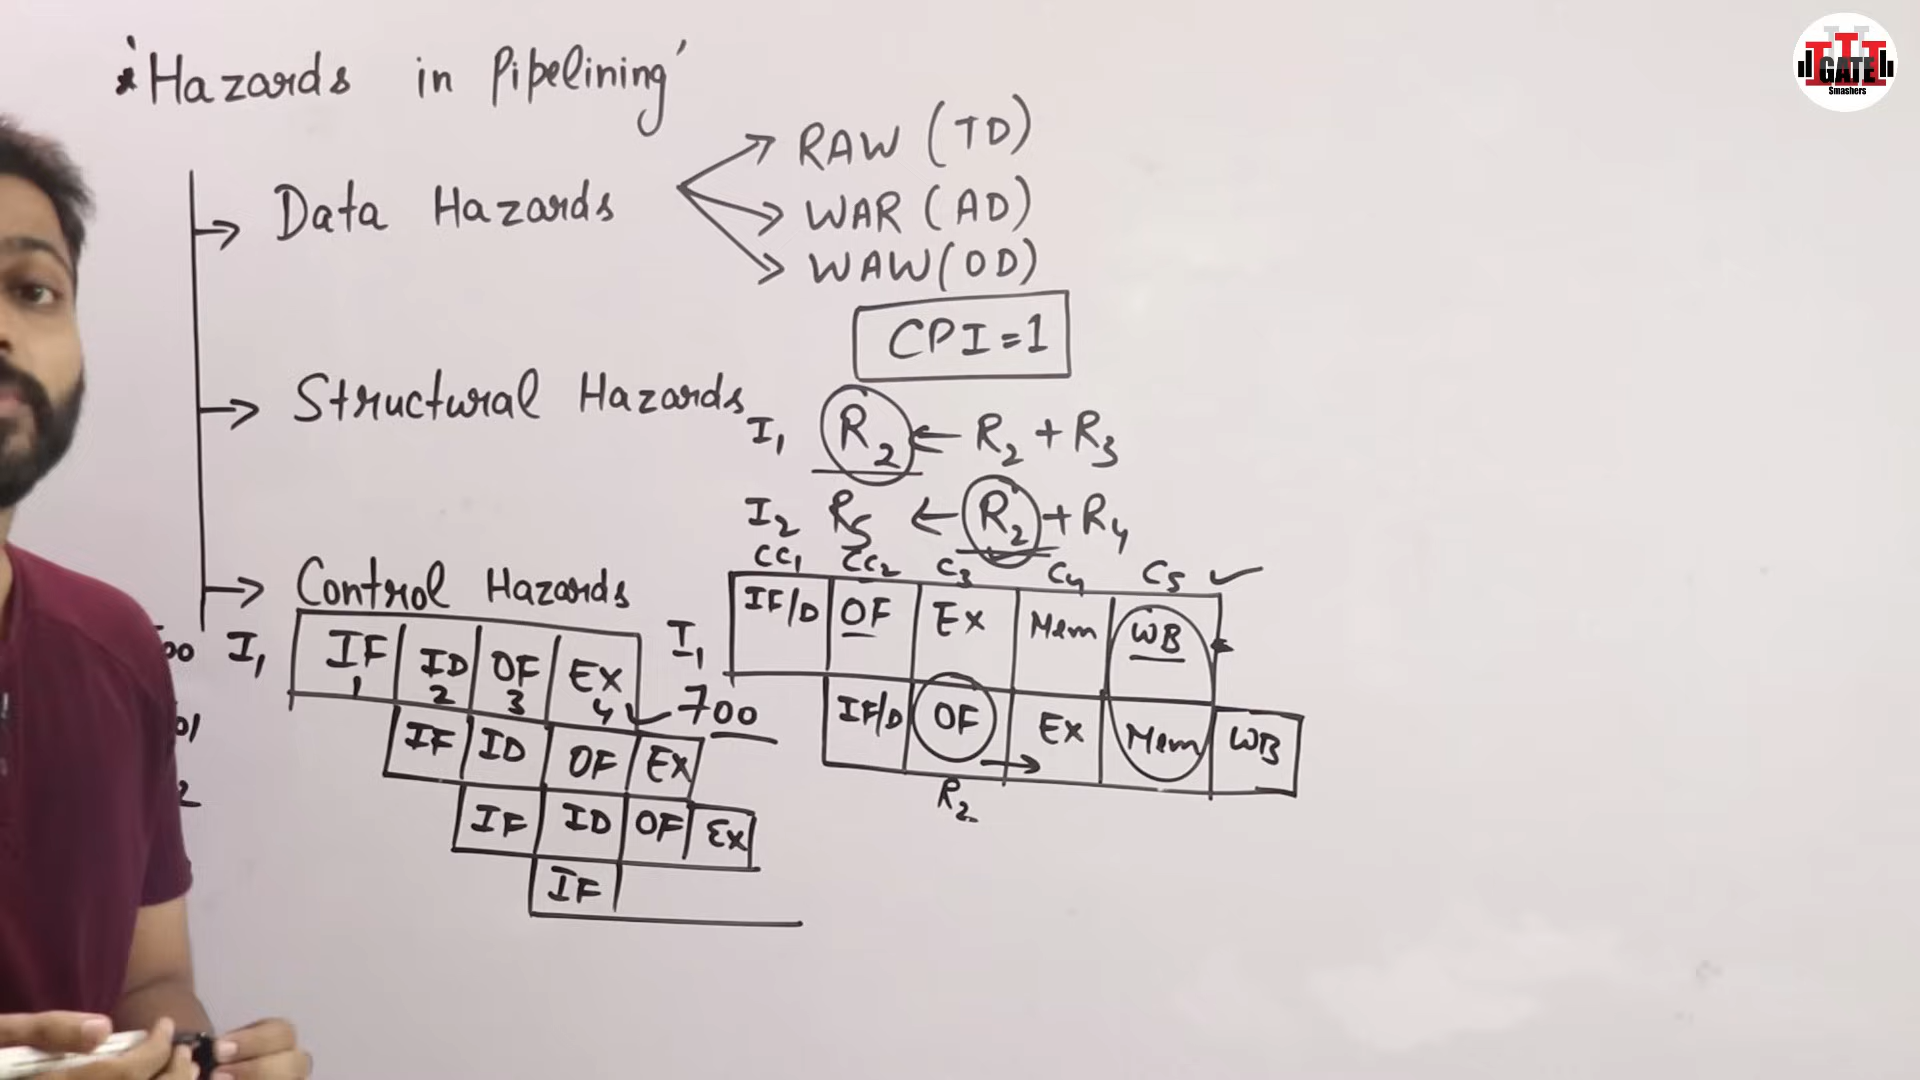 * 'Hazards in Pipelining'
GATE
Smashers
Data Hazards
RAW (TD)
WAR (AD)
WAW (OD)
CPI=1
Structural Hazards
I1 R2 ← R2 + R3
I2 R5 ← R2 + R4
Control Hazards
CC1 CC2 C3 C4 C5 ✓
I1 IF/D OF Ex Mem WB
IF/D OF Ex Mem WB
R2
I1 IF ID OF EX
1 2 3 4
700
IF ID OF EX
IF ID OF EX
IF